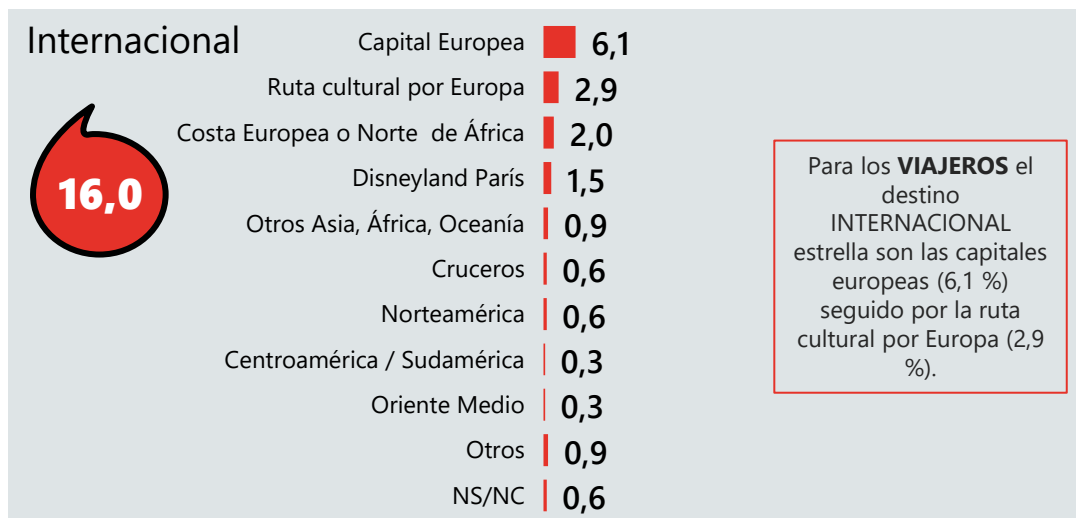 Internacional
16,0
Capital Europea 6,1
Ruta cultural por Europa 2,9
Costa Europea o Norte de África 2,0
Disneyland París 1,5
Otros Asia, África, Oceanía 0,9
Cruceros 0,6
Norteamérica 0,6
Centroamérica / Sudamérica 0,3
Oriente Medio 0,3
Otros 0,9
NS/NC 0,6
Para los VIAJEROS el
destino
INTERNACIONAL
estrella son las capitales
europeas (6,1 %)
seguido por la ruta
cultural por Europa (2,9
%).